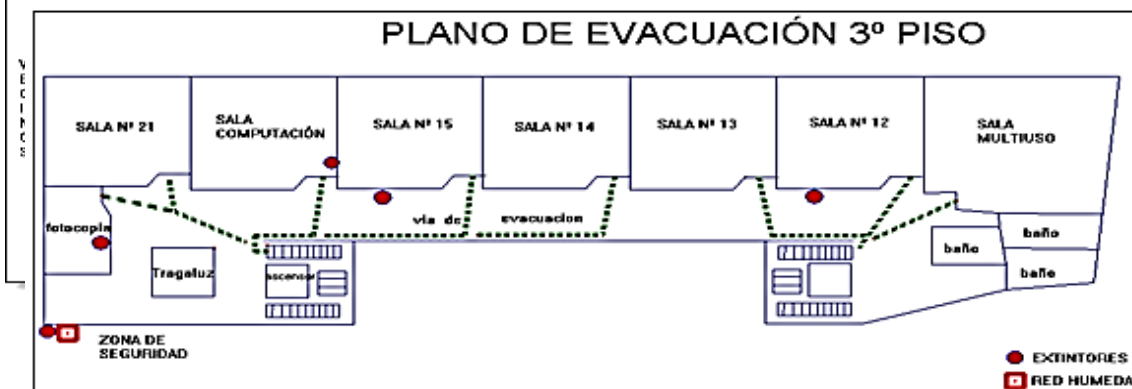 PLANO DE EVACUACIÓN 3º PISO
SALA Nº 21
SALA
COMPUTACIÓN
SALA Nº 15
SALA Nº 14
SALA Nº 13
SALA Nº 12
SALA
MULTIUSO
fotocopia
via de
evacuacion
baño
baño
baño
Tragaluz
ascensor
ZONA DE
SEGURIDAD
EXTINTORES
RED HUMEDA